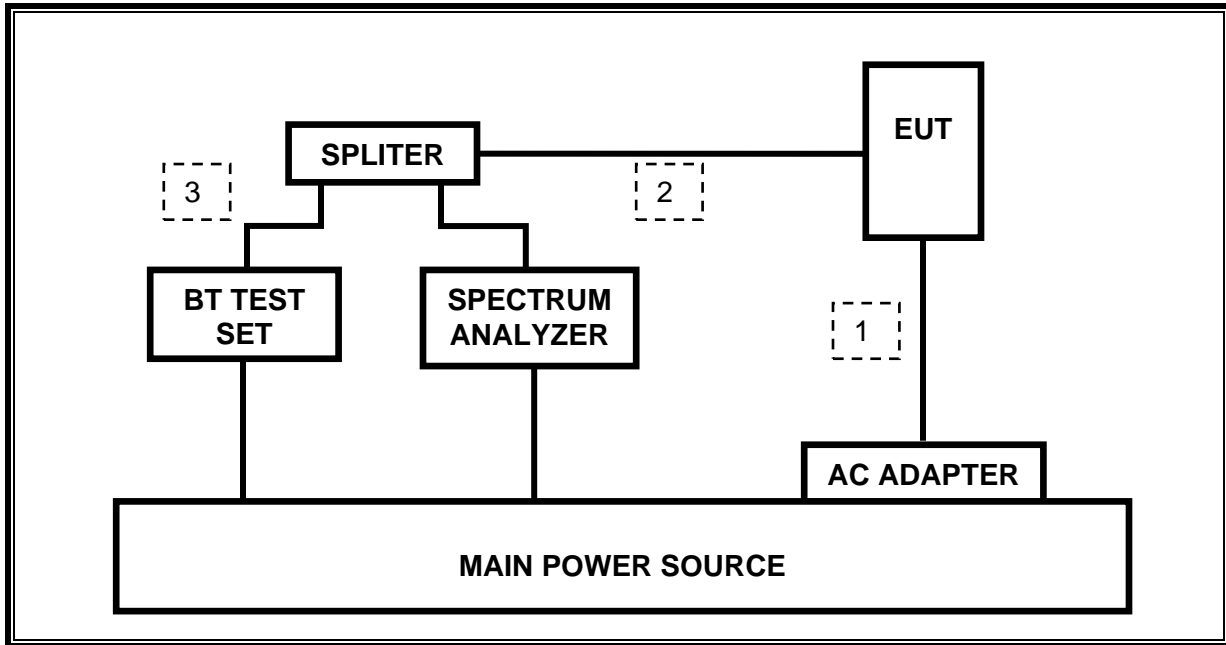 EUT
SPLITER
3
2
BT TEST
SET
SPECTRUM
ANALYZER
1
AC ADAPTER
MAIN POWER SOURCE